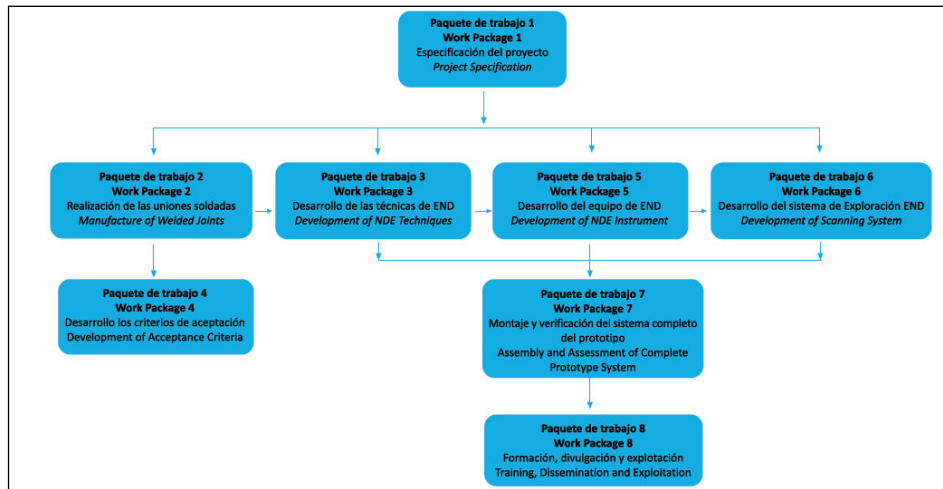 Paquete de trabajo 1
Work Package 1
Especificación del proyecto
Project Specification
Paquete de trabajo 2
Work Package 2
Realización de las uniones soldadas
Manufacture of Welded Joints
Paquete de trabajo 3
Work Package 3
Desarrollo de las técnicas de END
Development of NDE Techniques
Paquete de trabajo 5
Work Package 5
Desarrollo del equipo de END
Development of NDE Instrument
Paquete de trabajo 6
Work Package 6
Desarrollo del sistema de Exploración END
Development of Scanning System
Paquete de trabajo 4
Work Package 4
Desarrollo los criterios de aceptación
Development of Acceptance Criteria
Paquete de trabajo 7
Work Package 7
Montaje y verificación del sistema completo
del prototipo
Assembly and Assessment of Complete
Prototype System
Paquete de trabajo 8
Work Package 8
Formación, divulgación y explotación
Training, Dissemination and Exploitation